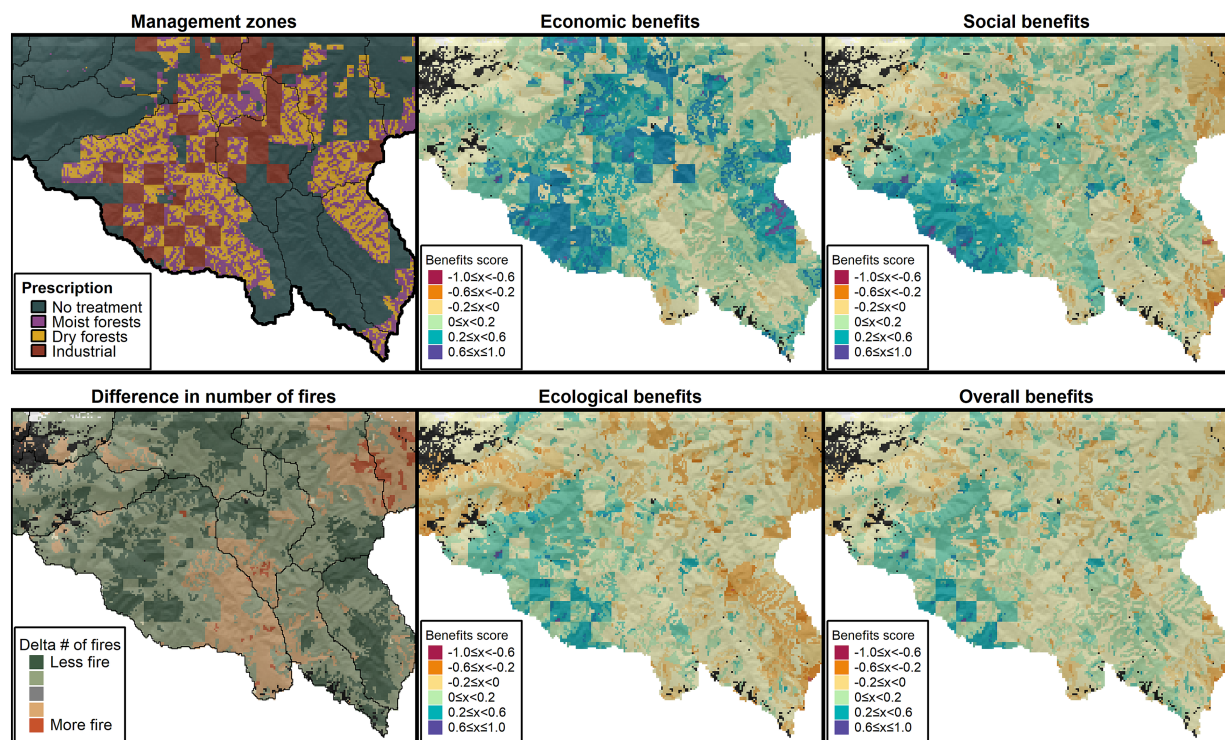 Management zones
Economic benefits
Social benefits
Prescription
No treatment
Moist forests
Dry forests
Industrial
Benefits score
-1.0≤x<-0.6
-0.6≤x<-0.2
-0.2≤x<0
0≤x<0.2
0.2≤x<0.6
0.6≤x≤1.0
Benefits score
-1.0≤x<-0.6
-0.6≤x<-0.2
-0.2≤x<0
0≤x<0.2
0.2≤x<0.6
0.6≤x≤1.0
Difference in number of fires
Ecological benefits
Overall benefits
Delta # of fires
Less fire
More fire
Benefits score
-1.0≤x<-0.6
-0.6≤x<-0.2
-0.2≤x<0
0≤x<0.2
0.2≤x<0.6
0.6≤x≤1.0
Benefits score
-1.0≤x<-0.6
-0.6≤x<-0.2
-0.2≤x<0
0≤x<0.2
0.2≤x<0.6
0.6≤x≤1.0